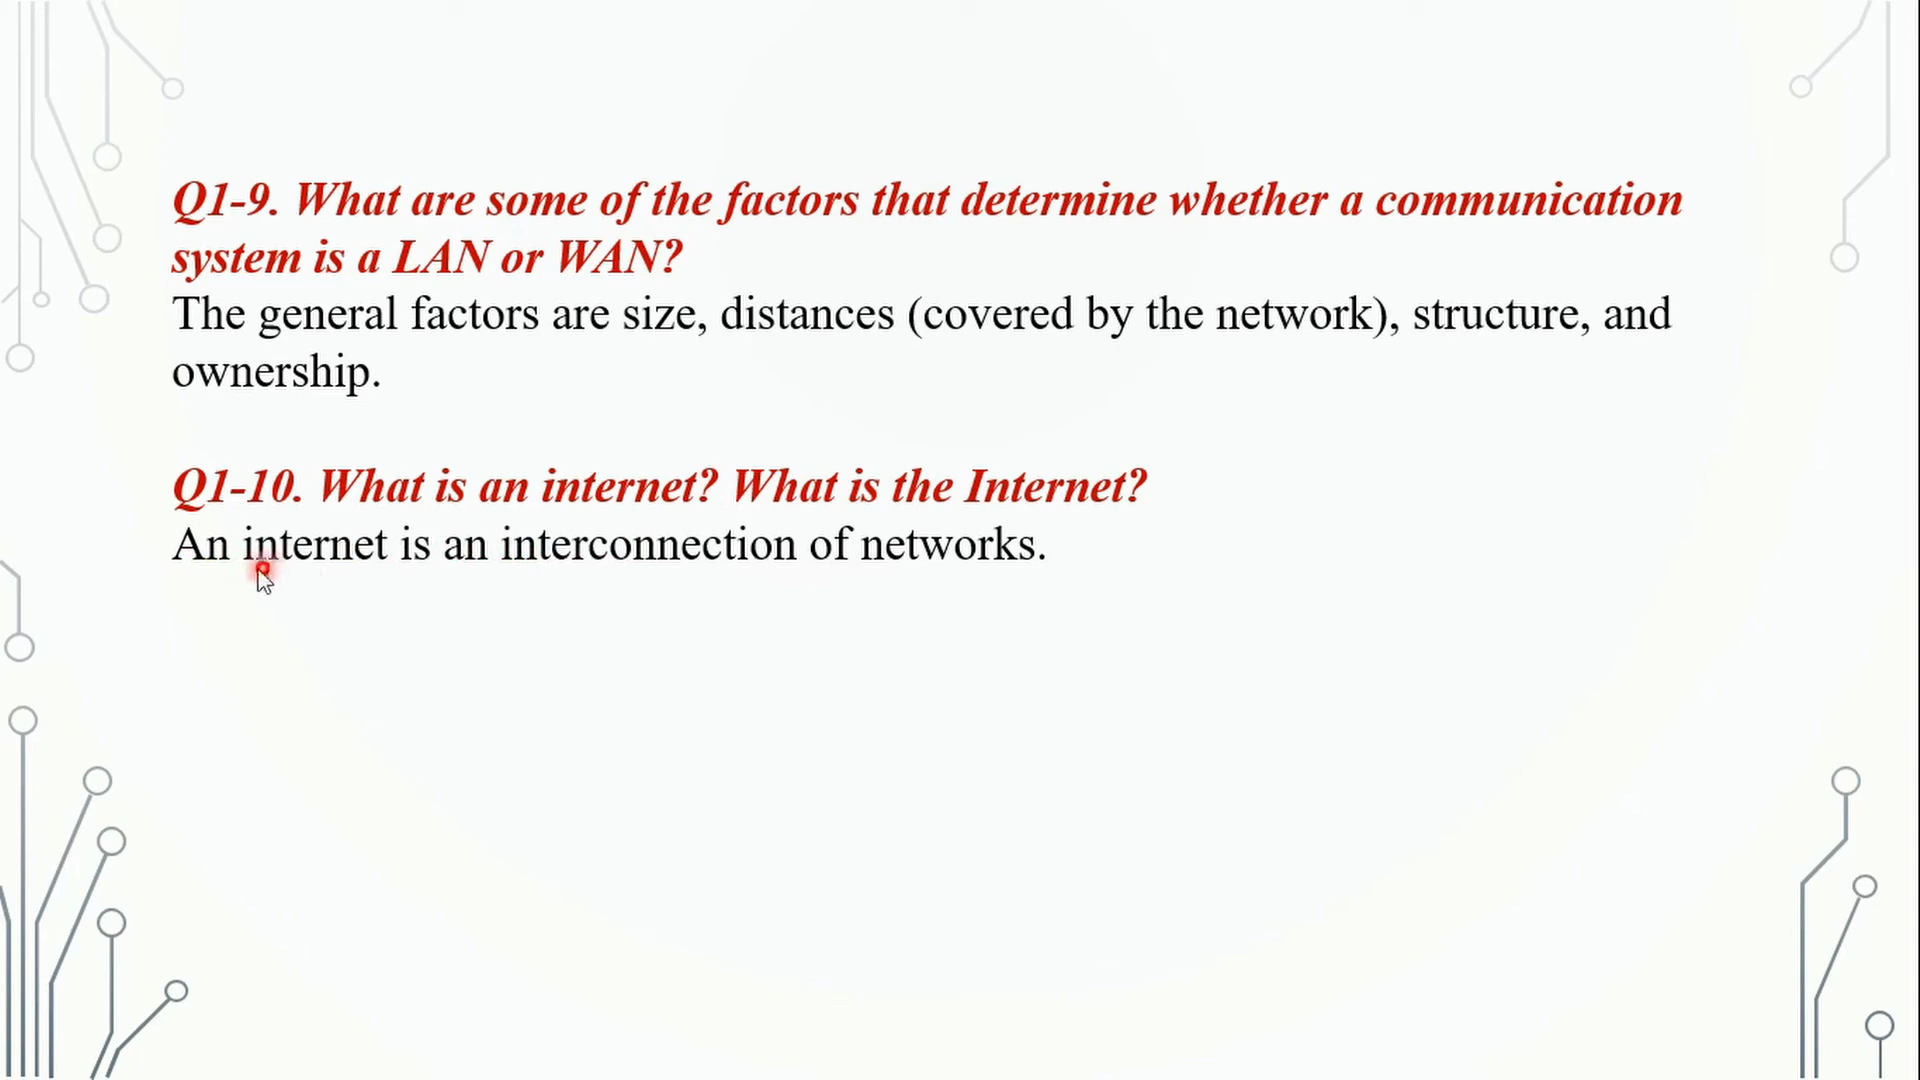 Q1-9. What are some of the factors that determine whether a communication
system is a LAN or WAN?
The general factors are size, distances (covered by the network), structure, and
ownership.
Q1-10. What is an internet? What is the Internet?
An internet is an interconnection of networks.